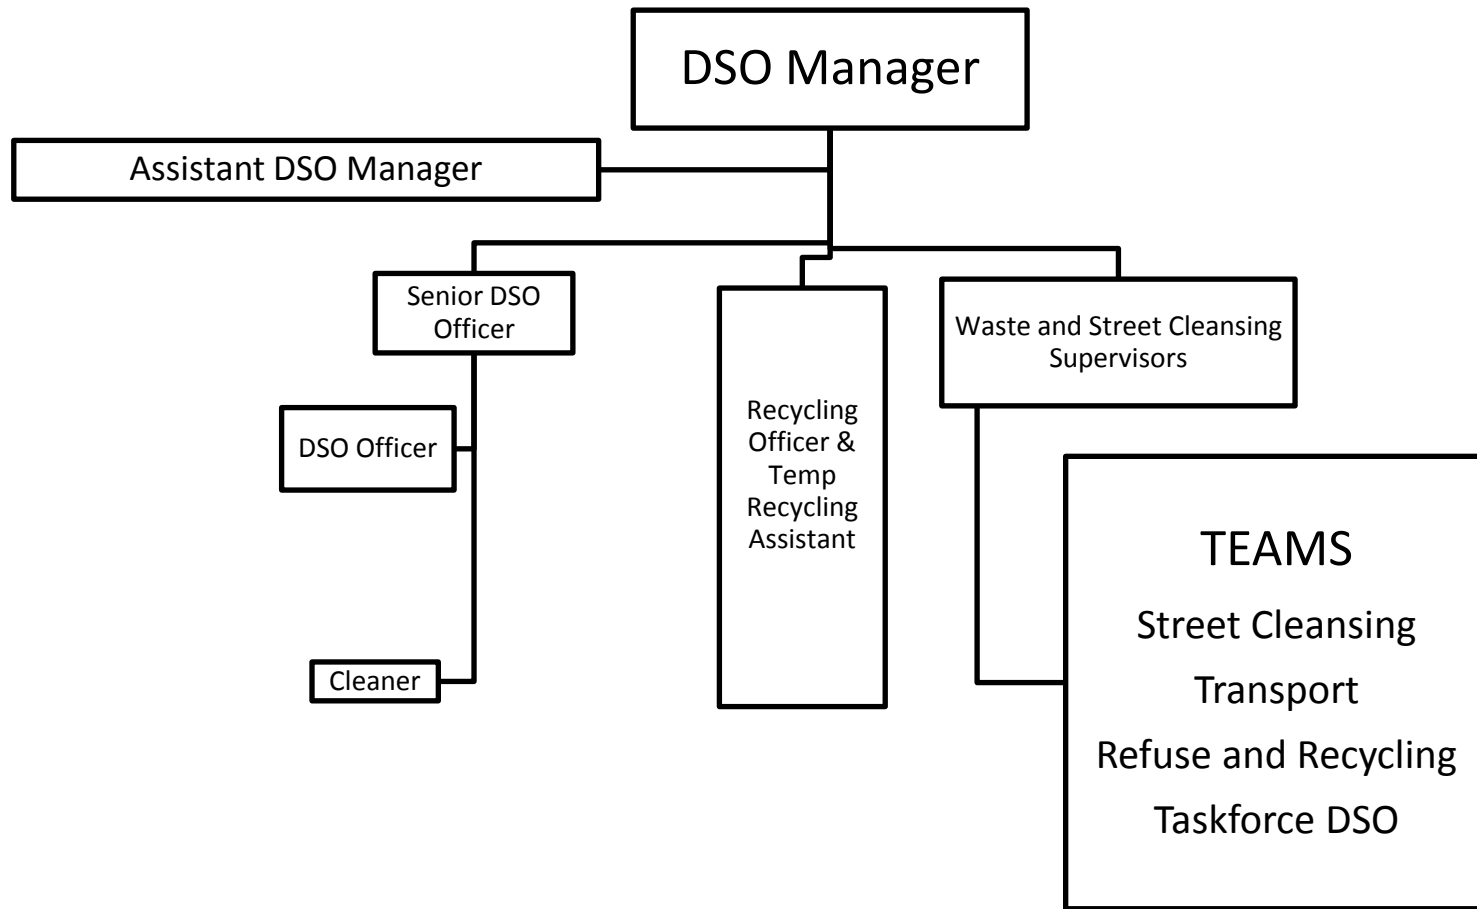 DSO Manager
Assistant DSO Manager
Senior DSO
Officer
DSO Officer
Cleaner
Recycling
Officer &
Temp
Recycling
Assistant
Waste and Street Cleansing
Supervisors
TEAMS
Street Cleansing
Transport
Refuse and Recycling
Taskforce DSO